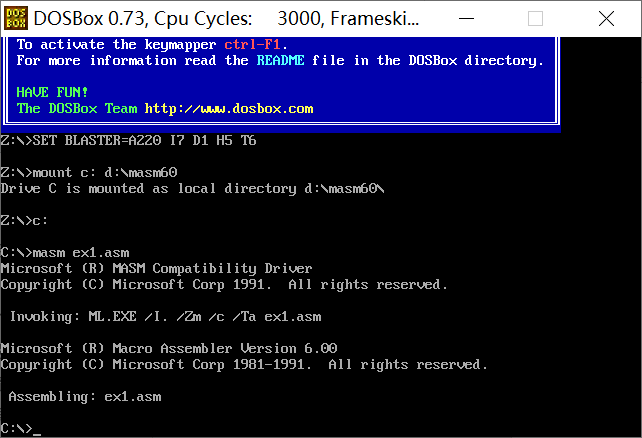 DOS
BOX
DOSBox 0.73, Cpu Cycles:     3000, Frameski...
To activate the keymapper ctrl-F1.
For more information read the README file in the DOSBox directory.
HAVE FUN!
The DOSBox Team http://www.dosbox.com
Z:\>SET BLASTER=A220 I7 D1 H5 T6
Z:\>mount c: d:\masm60
Drive C is mounted as local directory d:\masm60\
Z:\>c:
C:\>masm ex1.asm
Microsoft (R) MASM Compatibility Driver
Copyright (C) Microsoft Corp 1991.  All rights reserved.
 Invoking: ML.EXE /I. /Zm /c /Ta ex1.asm
Microsoft (R) Macro Assembler Version 6.00
Copyright (C) Microsoft Corp 1981-1991.  All rights reserved.
 Assembling: ex1.asm
C:\>_